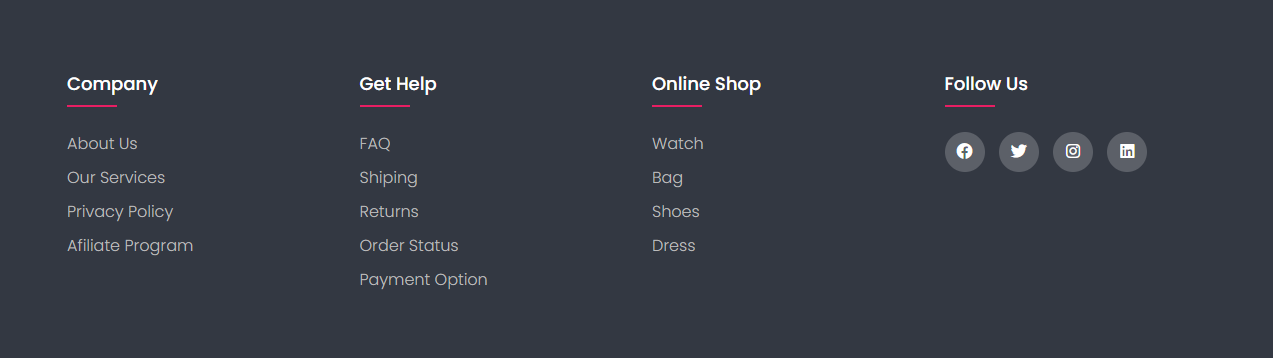 Company
About Us
Our Services
Privacy Policy
Afiliate Program
Get Help
FAQ
Shiping
Returns
Order Status
Payment Option
Online Shop
Watch
Bag
Shoes
Dress
Follow Us